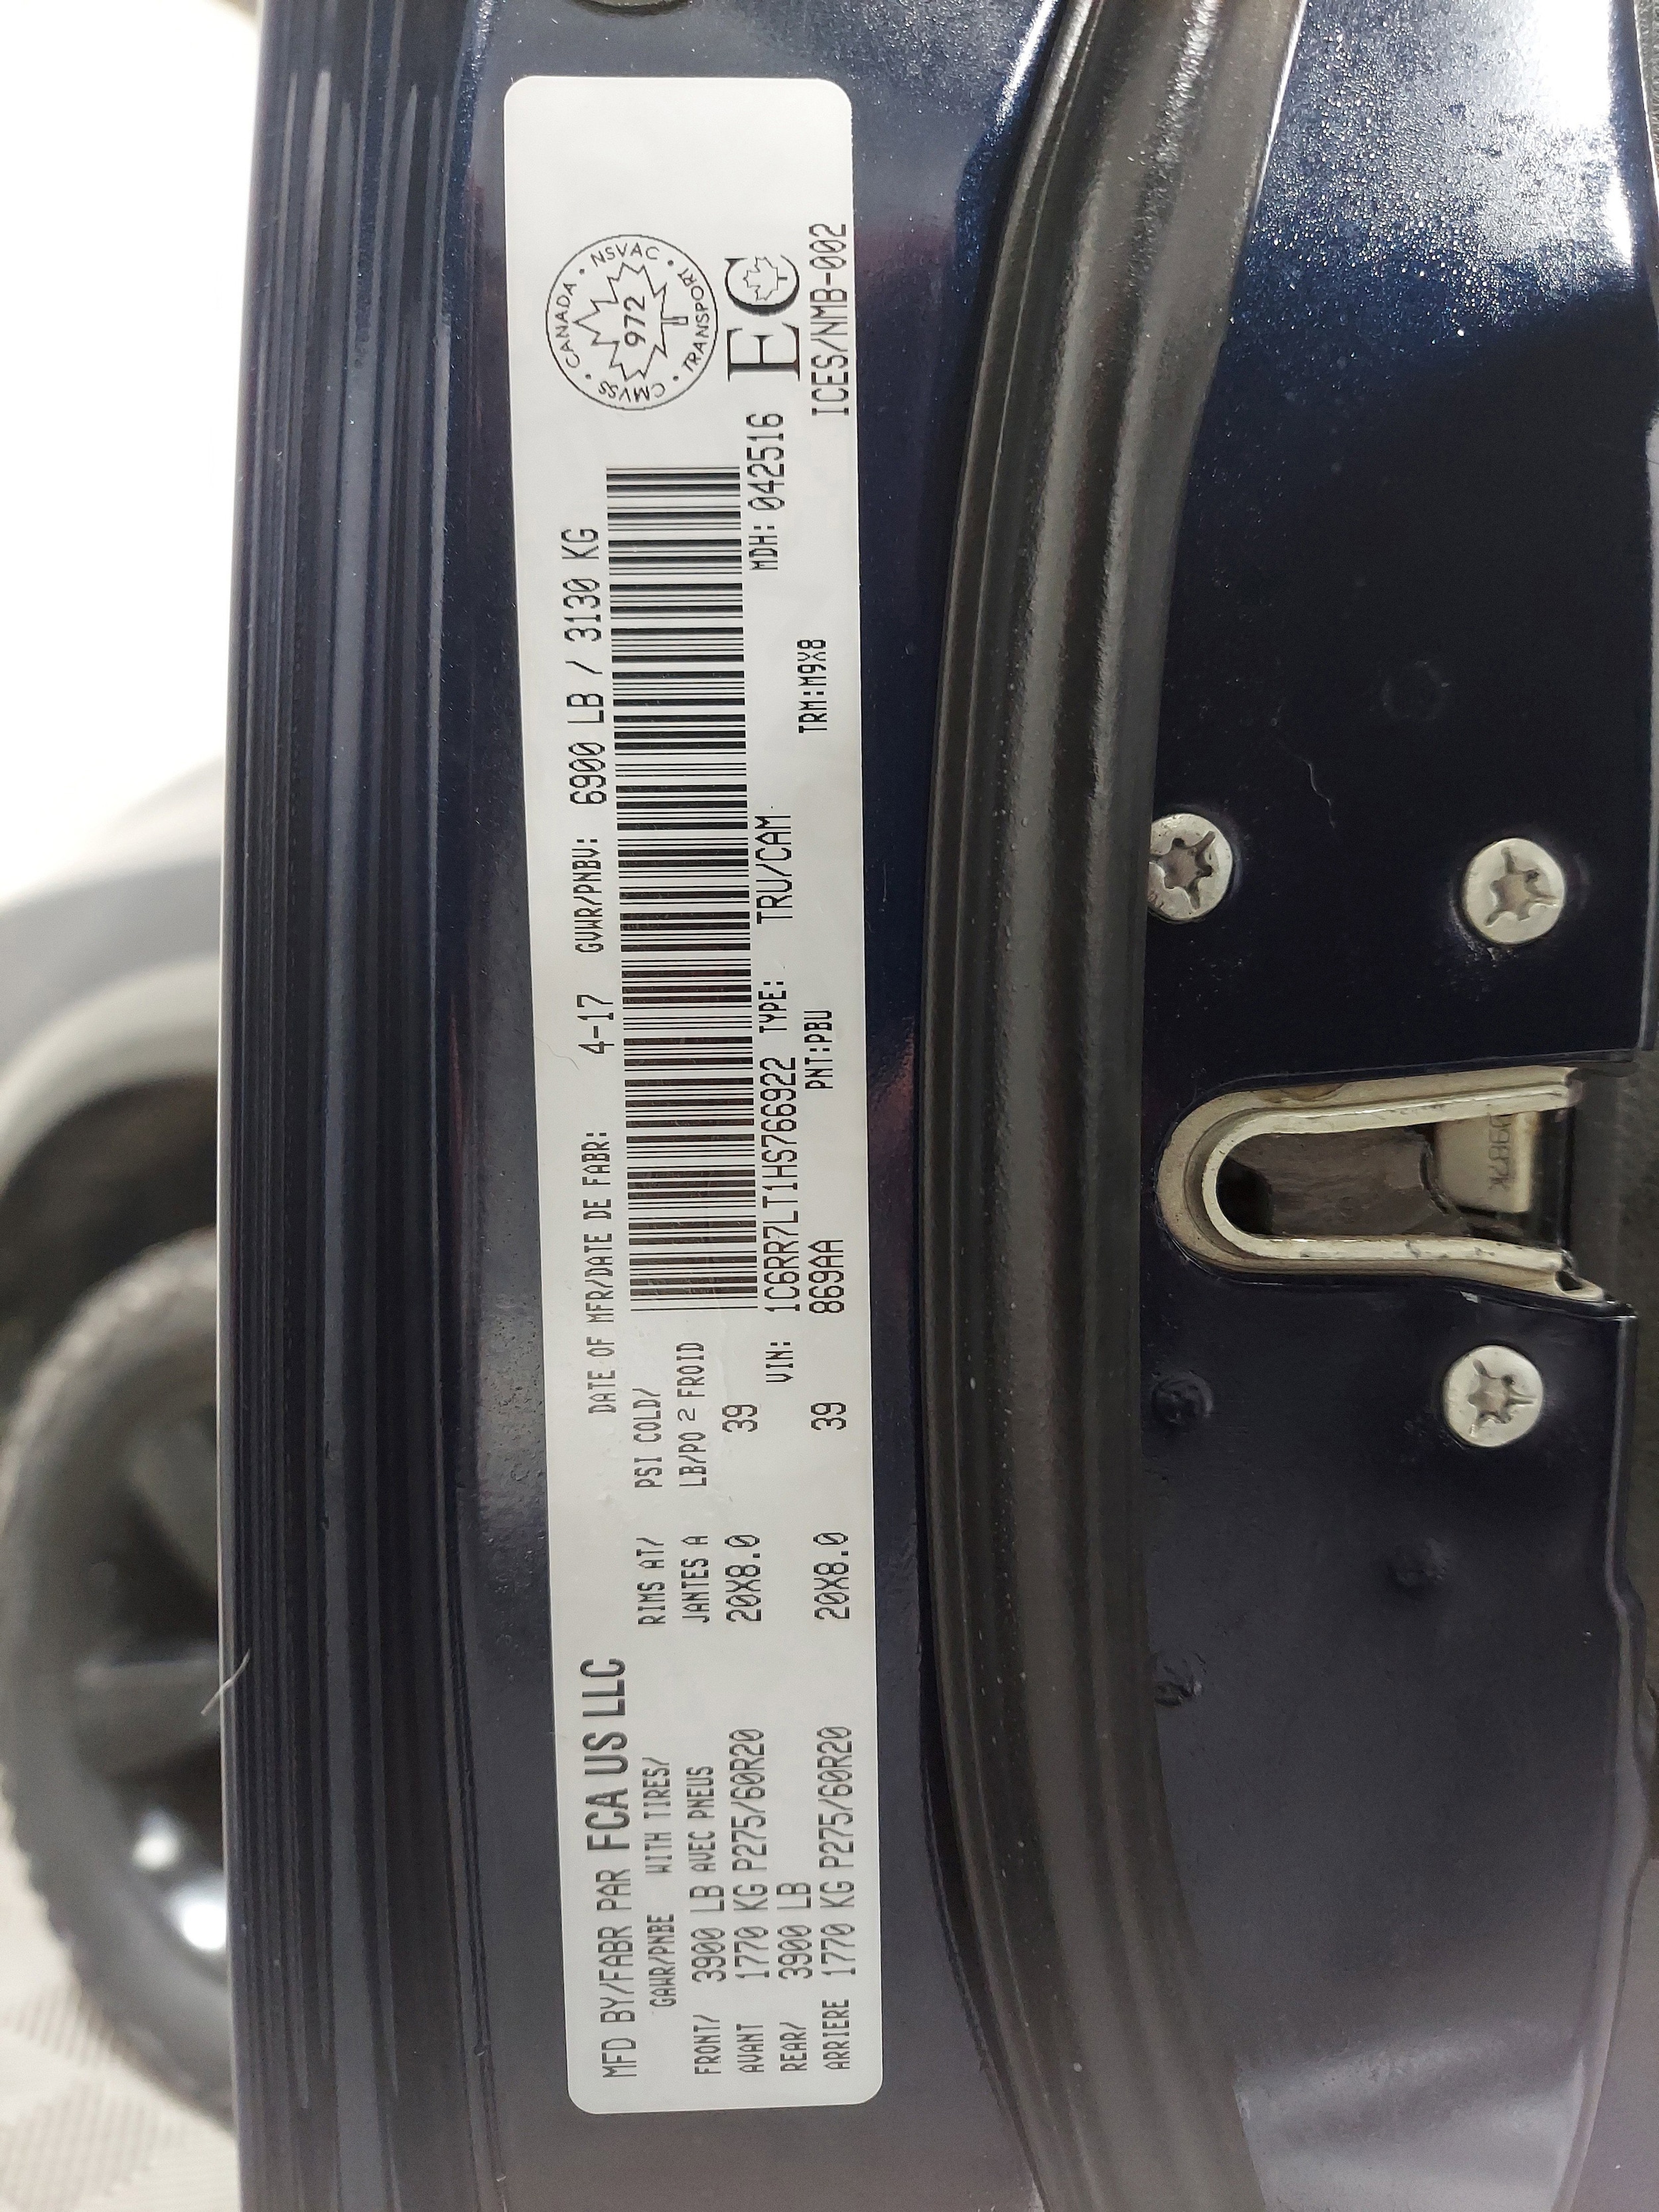 MFD BY/FABR PAR FCA US LLC
DATE OF MFR/DATE DE FABR: 4-17 GVWR/PNBV: 6900 LB / 3130 KG
GAWR/PNBE WITH TIRES/ RIMS AT/ PSI COLD/
FRONT/ 3900 LB AVEC PNEUS JANTES A LB/PO 2 FROID
AVANT 1770 KG P275/60R20 20X8.0 39
REAR/ 3900 LB
ARRIERE 1770 KG P275/60R20 20X8.0 39
VIN: 1C6RR7LT1HS766922 TYPE: TRU/CAM MDH: 042516
869AA PNT:PBU TRM:M9X8
CANADA • NSVAC • TRANSPORT • CMVSS •
972
EC
ICES/NMB-002